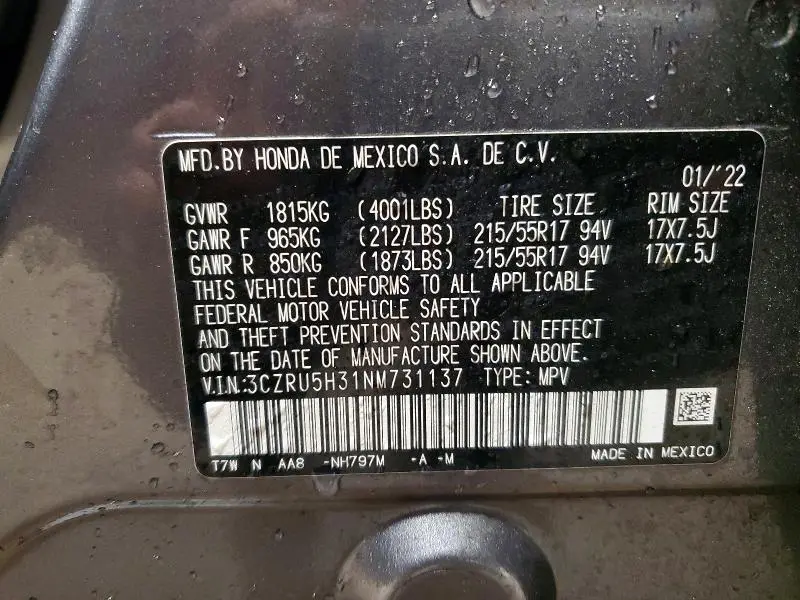 MFD.BY HONDA DE MEXICO S.A. DE C.V.
01/'22
GVWR 1815KG (4001LBS) TIRE SIZE RIM SIZE
GAWR F 965KG (2127LBS) 215/55R17 94V 17X7.5J
GAWR R 850KG (1873LBS) 215/55R17 94V 17X7.5J
THIS VEHICLE CONFORMS TO ALL APPLICABLE
FEDERAL MOTOR VEHICLE SAFETY
AND THEFT PREVENTION STANDARDS IN EFFECT
ON THE DATE OF MANUFACTURE SHOWN ABOVE.
V.I.N.:3CZRU5H31NM731137 TYPE: MPV
T7W N AA8 -NH797M -A -M MADE IN MEXICO